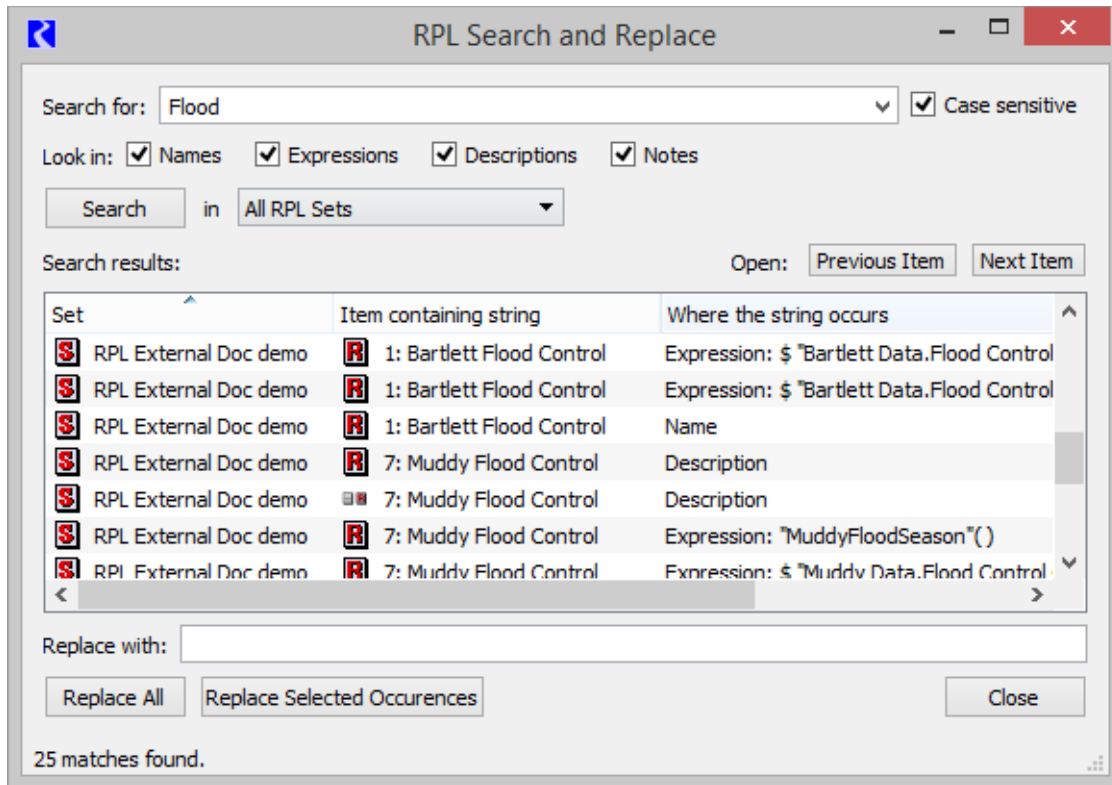 RPL Search and Replace
Search for: Flood Case sensitive
Look in: Names Expressions Descriptions Notes
Search in All RPL Sets
Search results: Open: Previous Item Next Item
Set Item containing string Where the string occurs
S RPL External Doc demo R 1: Bartlett Flood Control Expression: $ "Bartlett Data.Flood Control
S RPL External Doc demo R 1: Bartlett Flood Control Expression: $ "Bartlett Data.Flood Control
S RPL External Doc demo R 1: Bartlett Flood Control Name
S RPL External Doc demo R 7: Muddy Flood Control Description
S RPL External Doc demo 7: Muddy Flood Control Description
S RPL External Doc demo R 7: Muddy Flood Control Expression: "MuddyFloodSeason"( )
S RPL External Doc demo R 7: Muddy Flood Control Expression: $ "Muddy Data.Flood Control
Replace with:
Replace All Replace Selected Occurences Close
25 matches found.